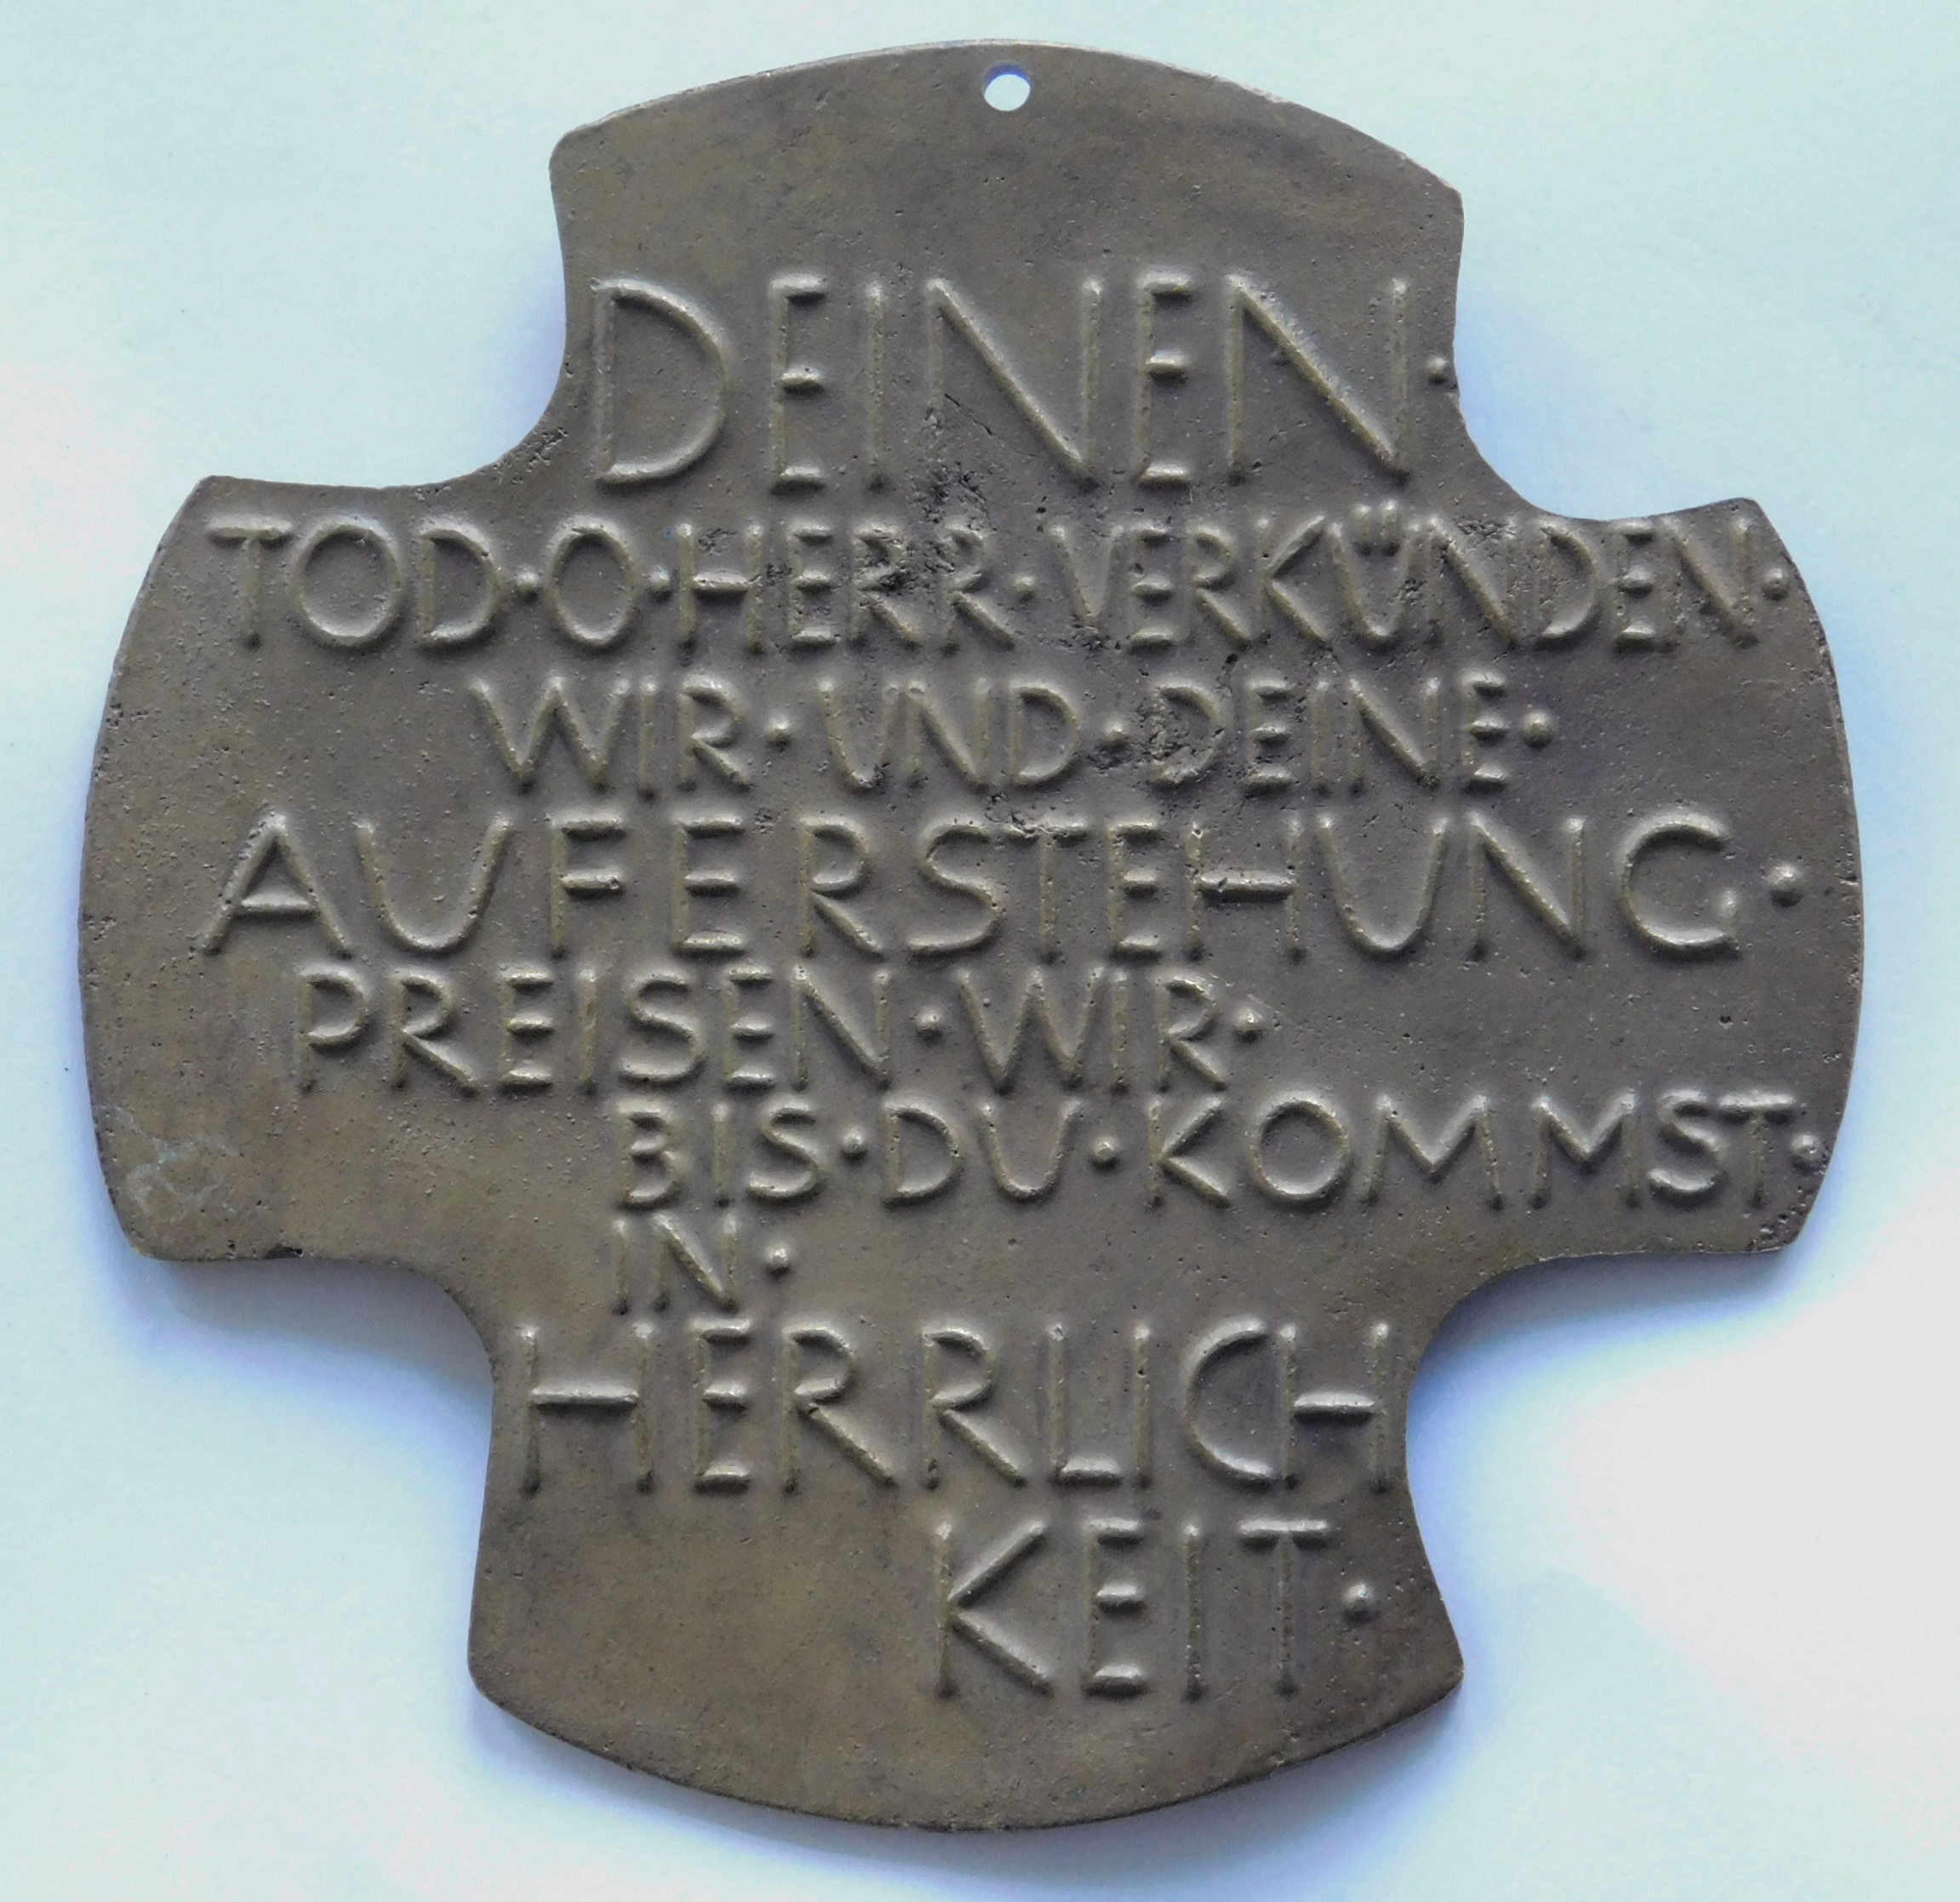 DEINEN·
TOD·O·HERR·VERKÜNDEN·
WIR·UND·DEINE·
AUFERSTEHUNG·
PREISEN·WIR·
BIS·DU·KOMMST·
IN·
HERRLICH
KEIT·